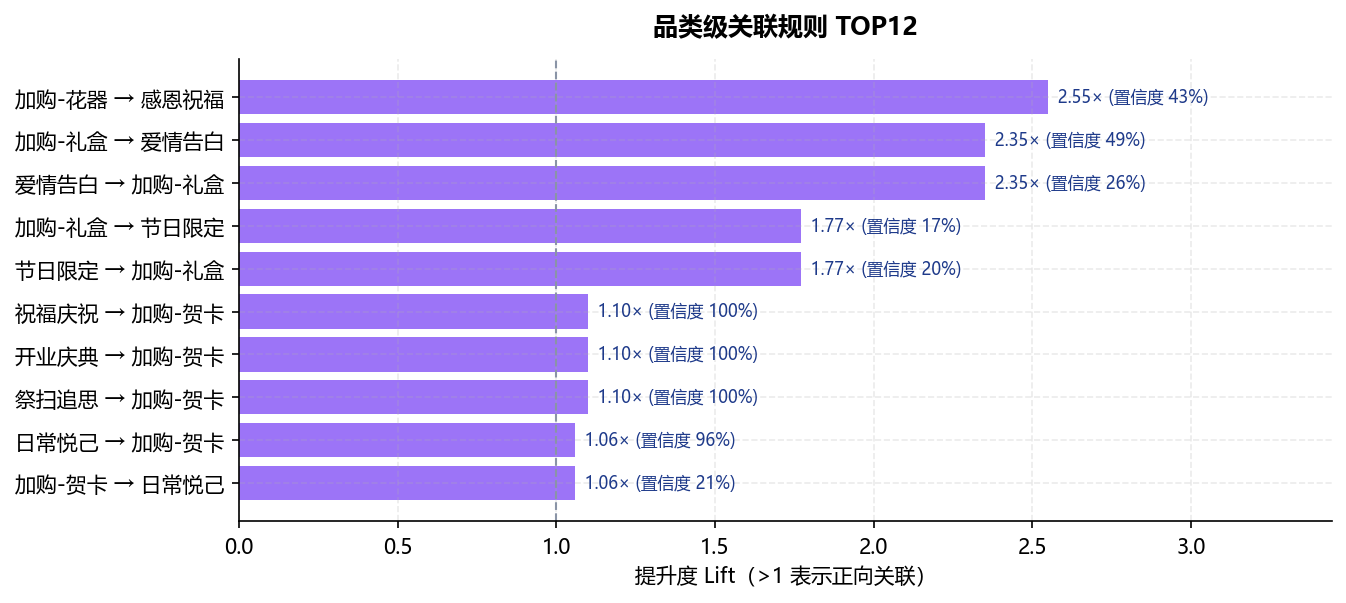 品类级关联规则 TOP12
加购-花器 → 感恩祝福 2.55× (置信度 43%)
加购-礼盒 → 爱情告白 2.35× (置信度 49%)
爱情告白 → 加购-礼盒 2.35× (置信度 26%)
加购-礼盒 → 节日限定 1.77× (置信度 17%)
节日限定 → 加购-礼盒 1.77× (置信度 20%)
祝福庆祝 → 加购-贺卡 1.10× (置信度 100%)
开业庆典 → 加购-贺卡 1.10× (置信度 100%)
祭扫追思 → 加购-贺卡 1.10× (置信度 100%)
日常悦己 → 加购-贺卡 1.06× (置信度 96%)
加购-贺卡 → 日常悦己 1.06× (置信度 21%)
0.0 0.5 1.0 1.5 2.0 2.5 3.0
提升度 Lift（>1 表示正向关联）